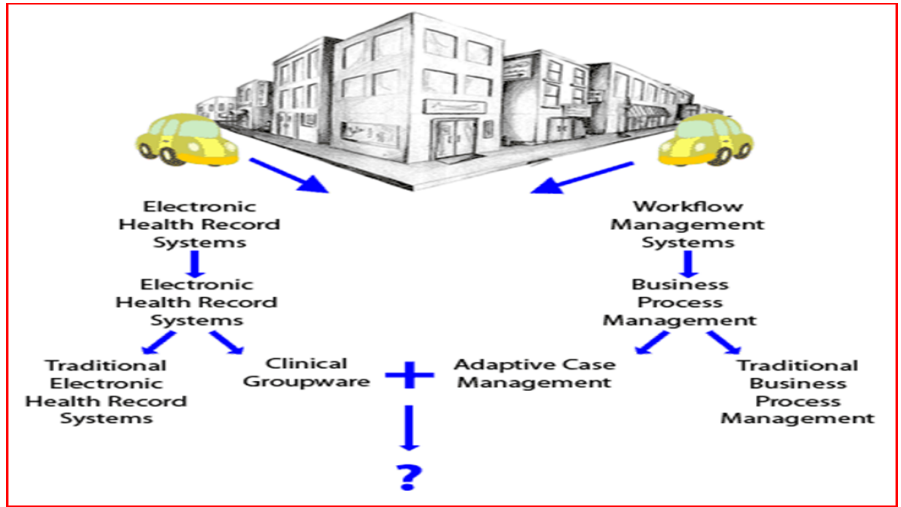 Electronic
Health Record
Systems
Workflow
Management
Systems
Electronic
Health Record
Systems
Business
Process
Management
Traditional
Electronic
Health Record
Systems
Clinical
Groupware
+
Adaptive Case
Management
Traditional
Business
Process
Management
?